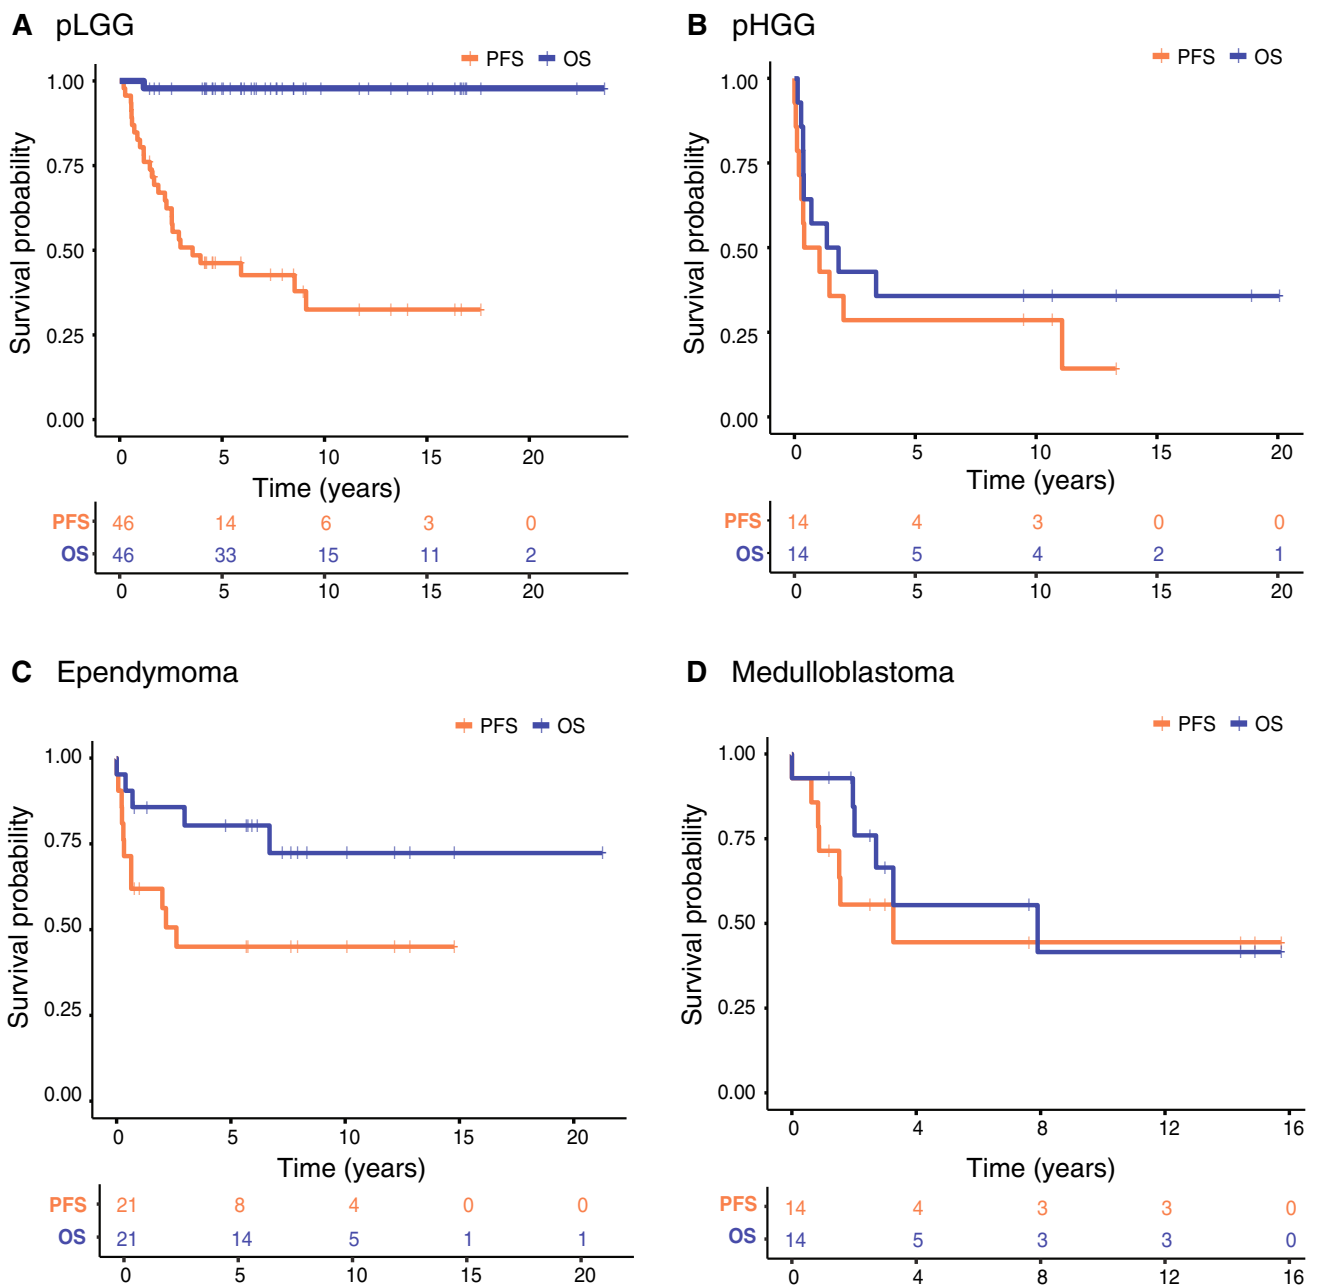 A pLGG
PFS OS
1.00
0.75
0.50
0.25
0.00
Survival probability
0 5 10 15 20
Time (years)
PFS 46 14 6 3 0
OS 46 33 15 11 2
0 5 10 15 20
B pHGG
PFS OS
1.00
0.75
0.50
0.25
0.00
Survival probability
0 5 10 15 20
Time (years)
PFS 14 4 3 0 0
OS 14 5 4 2 1
0 5 10 15 20
C Ependymoma
PFS OS
1.00
0.75
0.50
0.25
0.00
Survival probability
0 5 10 15 20
Time (years)
PFS 21 8 4 0 0
OS 21 14 5 1 1
0 5 10 15 20
D Medulloblastoma
PFS OS
1.00
0.75
0.50
0.25
0.00
Survival probability
0 4 8 12 16
Time (years)
PFS 14 4 3 3 0
OS 14 5 3 3 0
0 4 8 12 16